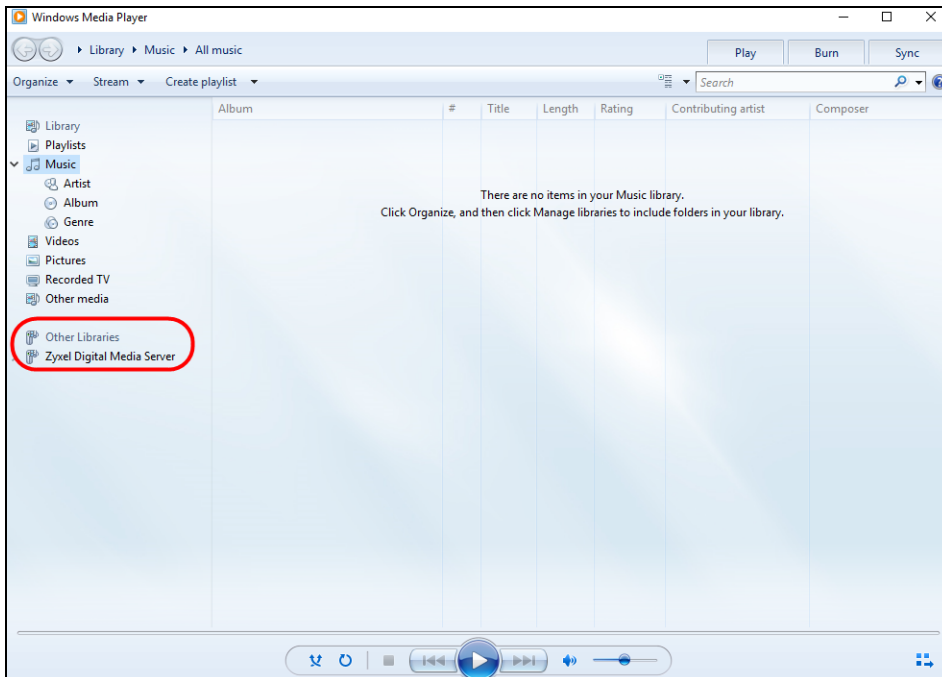 Windows Media Player
Library Music All music
Play Burn Sync
Organize Stream Create playlist
Search
Album # Title Length Rating Contributing artist Composer
Library
Playlists
Music
Artist
Album
Genre
Videos
Pictures
Recorded TV
Other media
Other Libraries
Zyxel Digital Media Server
There are no items in your Music library.
Click Organize, and then click Manage libraries to include folders in your library.